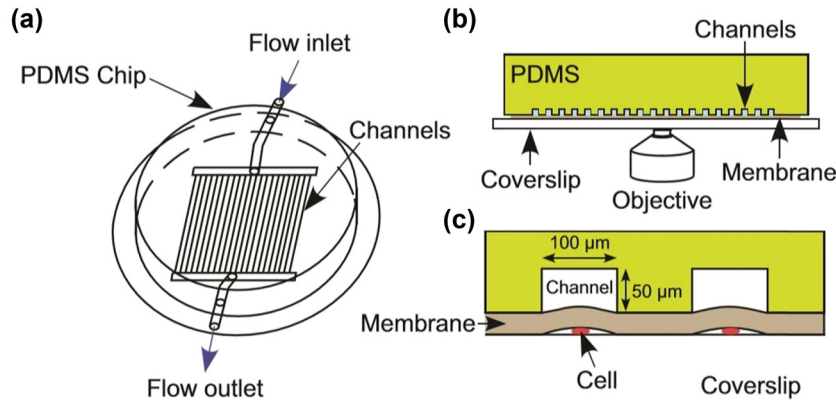 (a)
Flow inlet
PDMS Chip
Channels
Flow outlet
(b)
Channels
PDMS
Coverslip
Objective
Membrane
(c)
100 µm
Channel
50 µm
Membrane
Cell
Coverslip